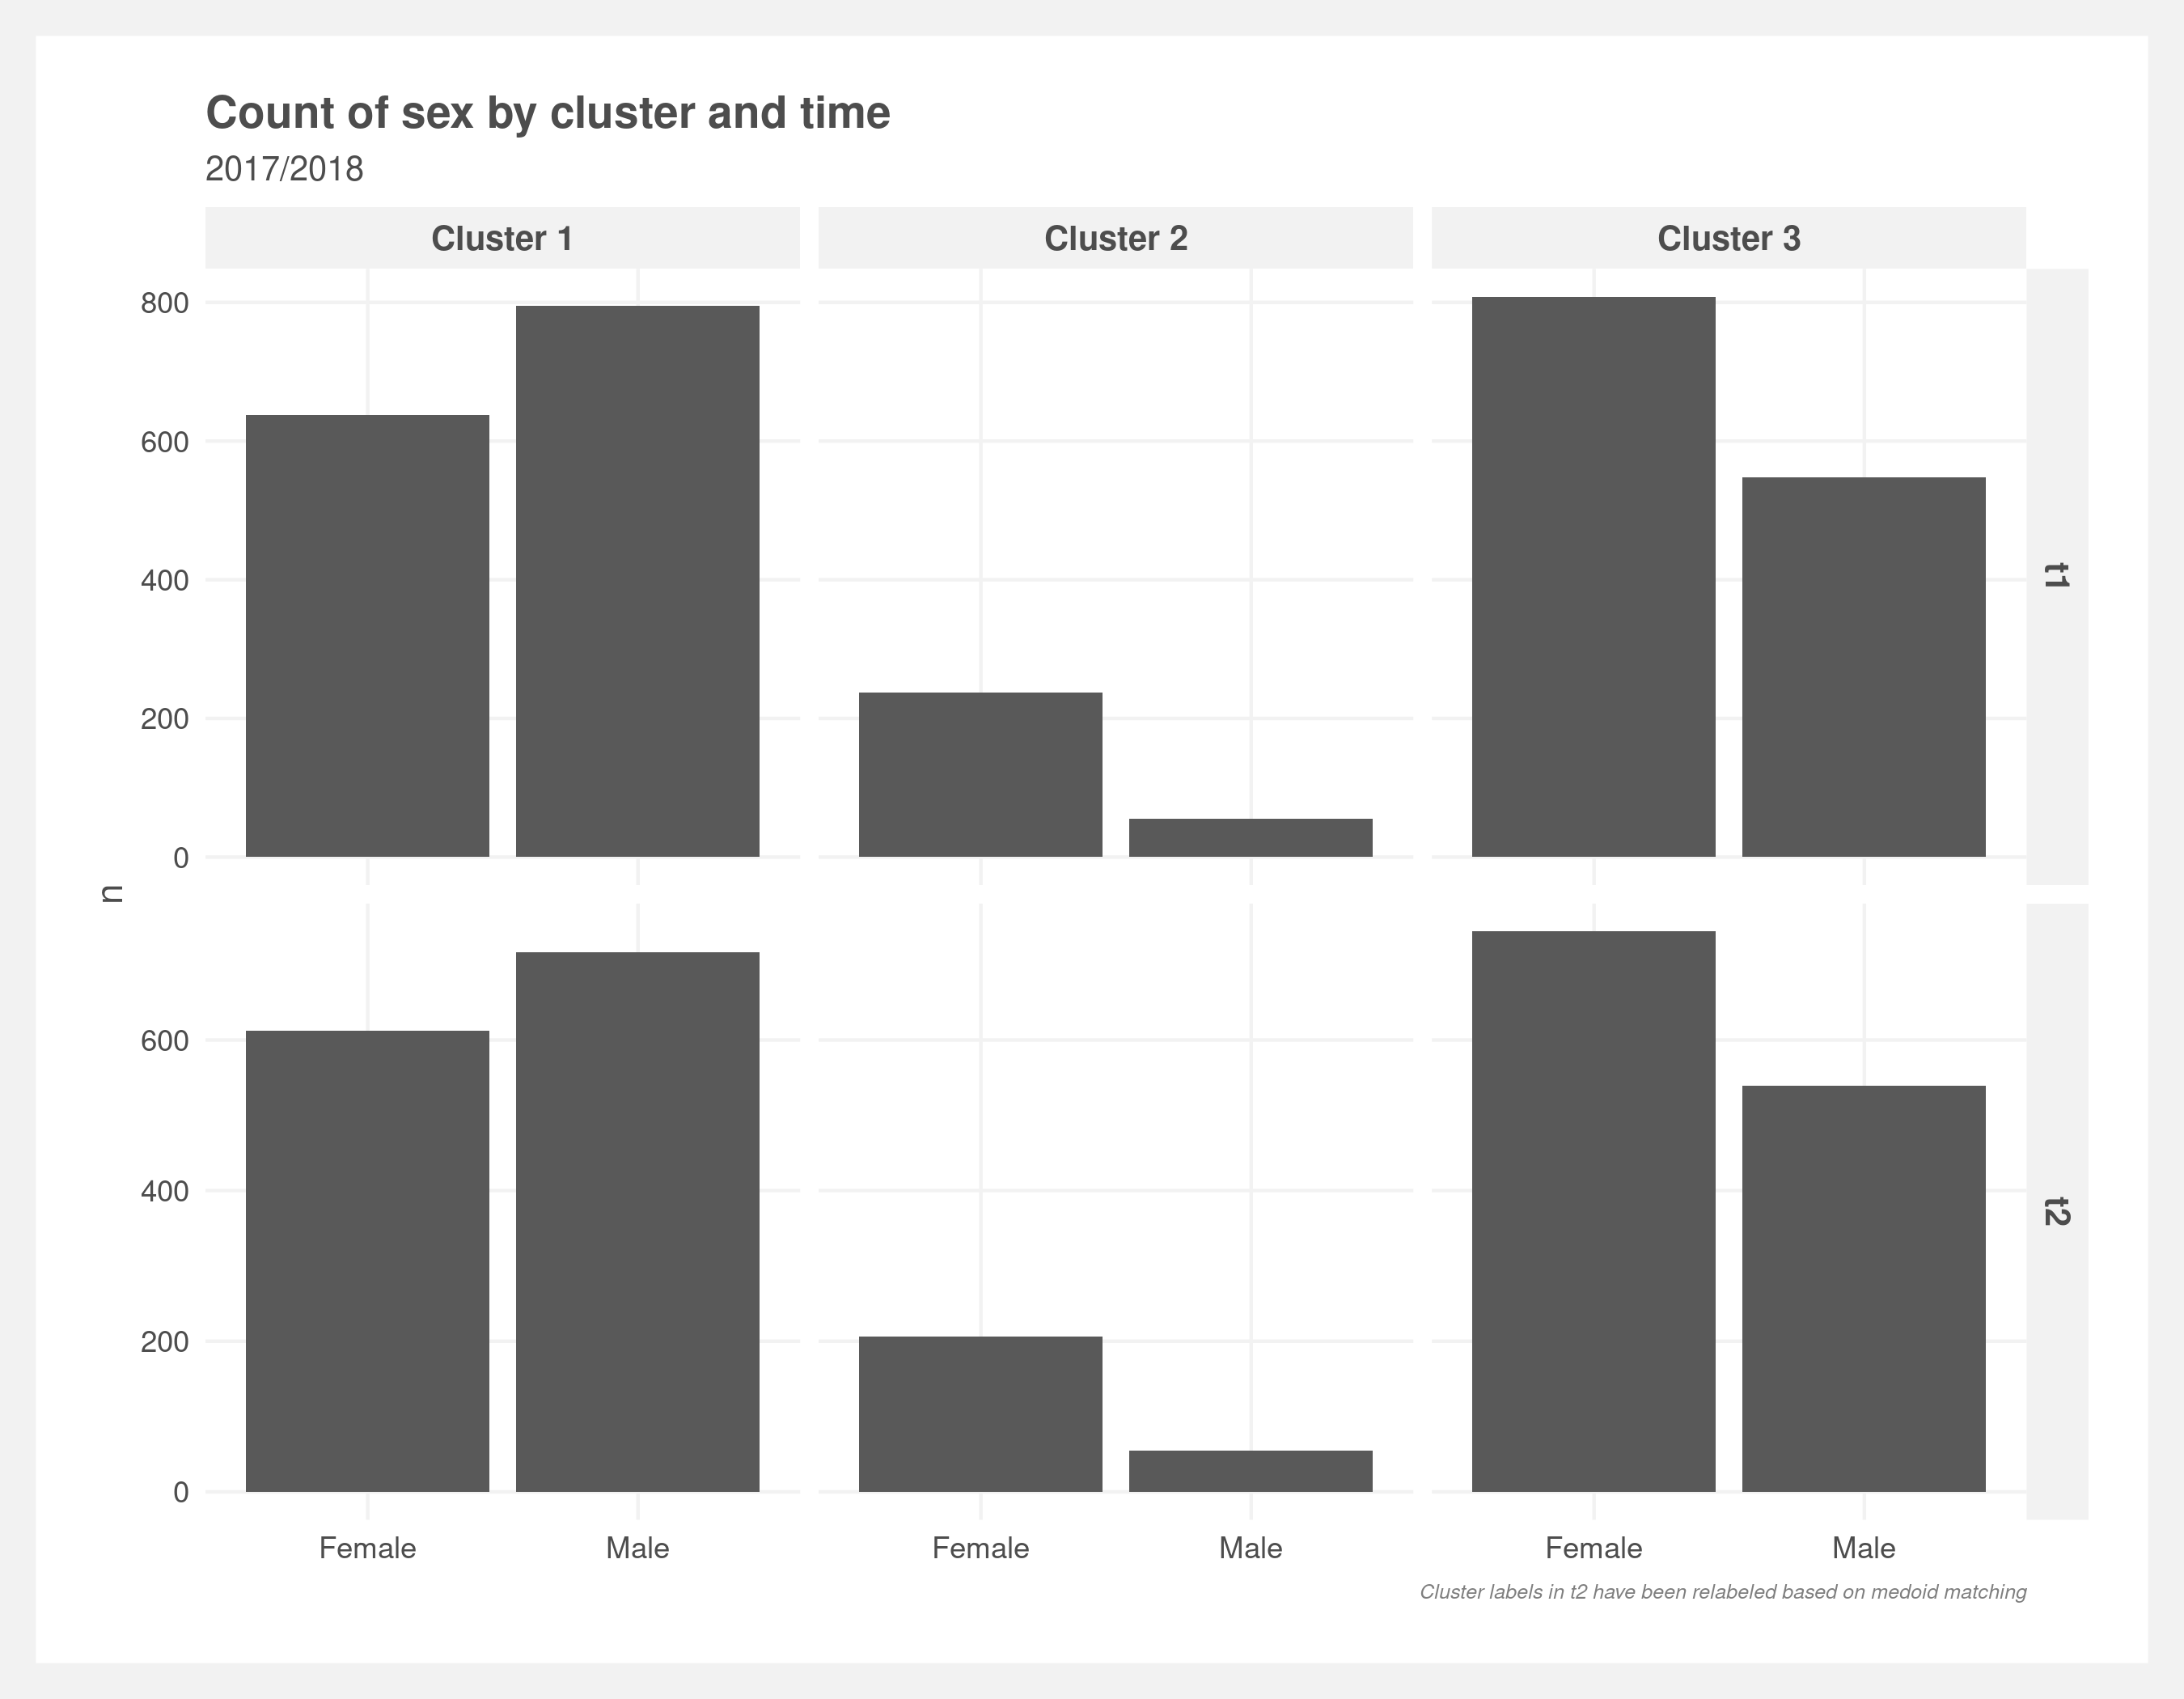 Count of sex by cluster and time
2017/2018
Cluster 1
Cluster 2
Cluster 3
800
600
400
200
0
t1
n
600
400
200
0
t2
Female
Male
Female
Male
Female
Male
Cluster labels in t2 have been relabeled based on medoid matching